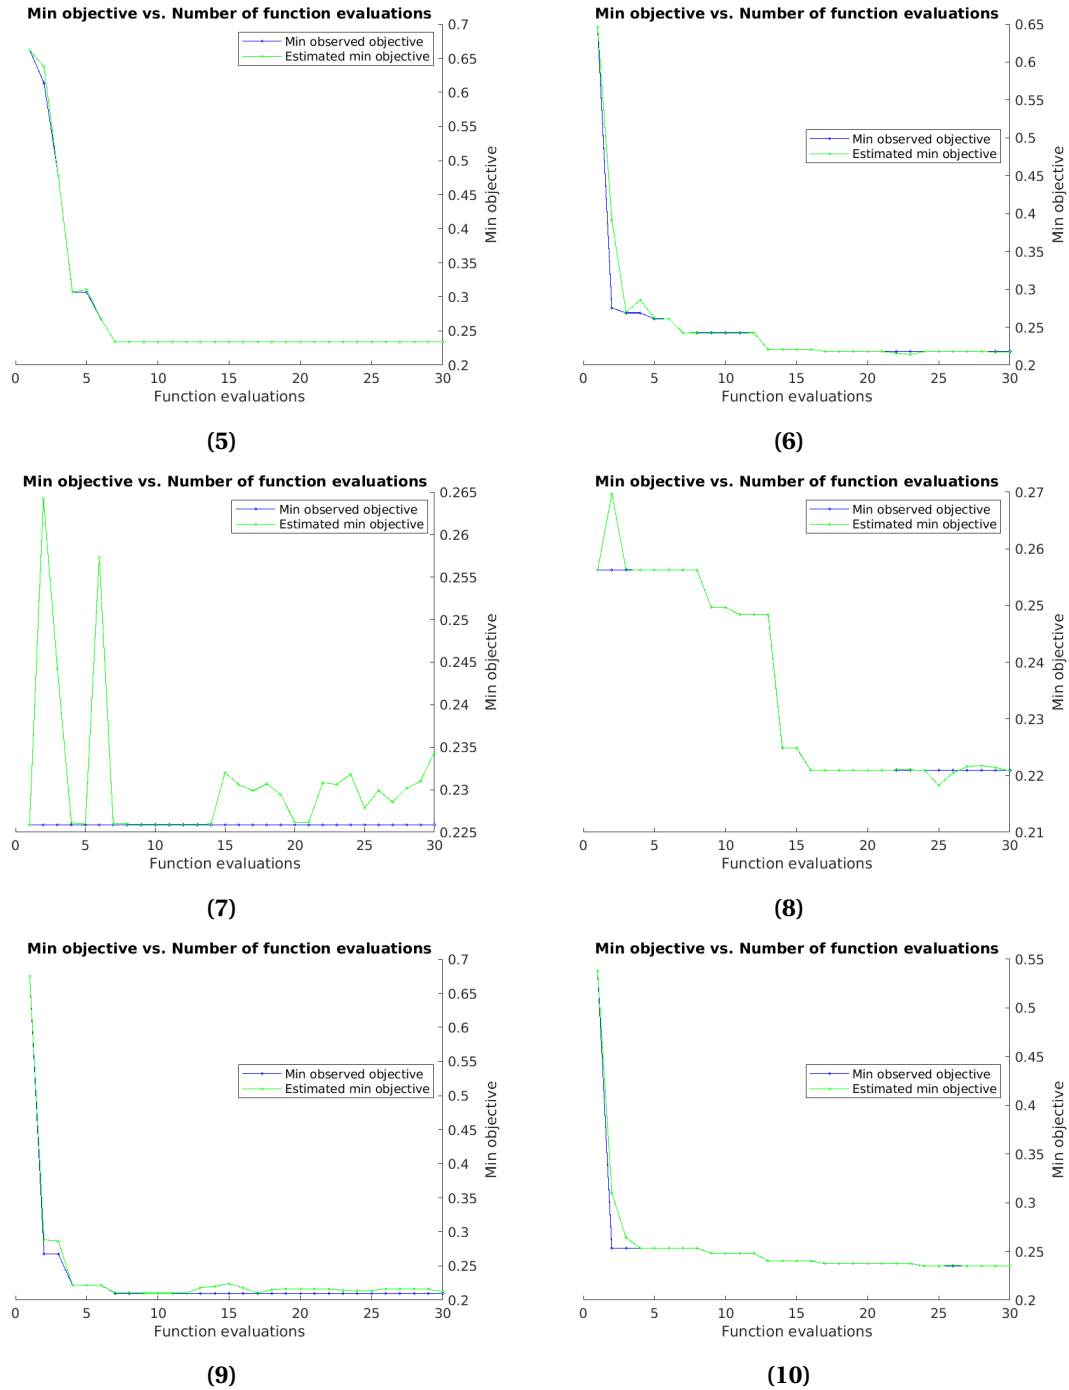 Min objective vs. Number of function evaluations
Min observed objective
Estimated min objective
0.7
0.65
0.6
0.55
0.5
0.45
0.4
0.35
0.3
0.25
0.2
Min objective
0 5 10 15 20 25 30
Function evaluations
(5)
Min objective vs. Number of function evaluations
Min observed objective
Estimated min objective
0.65
0.6
0.55
0.5
0.45
0.4
0.35
0.3
0.25
0.2
Min objective
0 5 10 15 20 25 30
Function evaluations
(6)
Min objective vs. Number of function evaluations
Min observed objective
Estimated min objective
0.265
0.26
0.255
0.25
0.245
0.24
0.235
0.23
0.225
Min objective
0 5 10 15 20 25 30
Function evaluations
(7)
Min objective vs. Number of function evaluations
Min observed objective
Estimated min objective
0.27
0.26
0.25
0.24
0.23
0.22
0.21
Min objective
0 5 10 15 20 25 30
Function evaluations
(8)
Min objective vs. Number of function evaluations
Min observed objective
Estimated min objective
0.7
0.65
0.6
0.55
0.5
0.45
0.4
0.35
0.3
0.25
0.2
Min objective
0 5 10 15 20 25 30
Function evaluations
(9)
Min objective vs. Number of function evaluations
Min observed objective
Estimated min objective
0.55
0.5
0.45
0.4
0.35
0.3
0.25
0.2
Min objective
0 5 10 15 20 25 30
Function evaluations
(10)